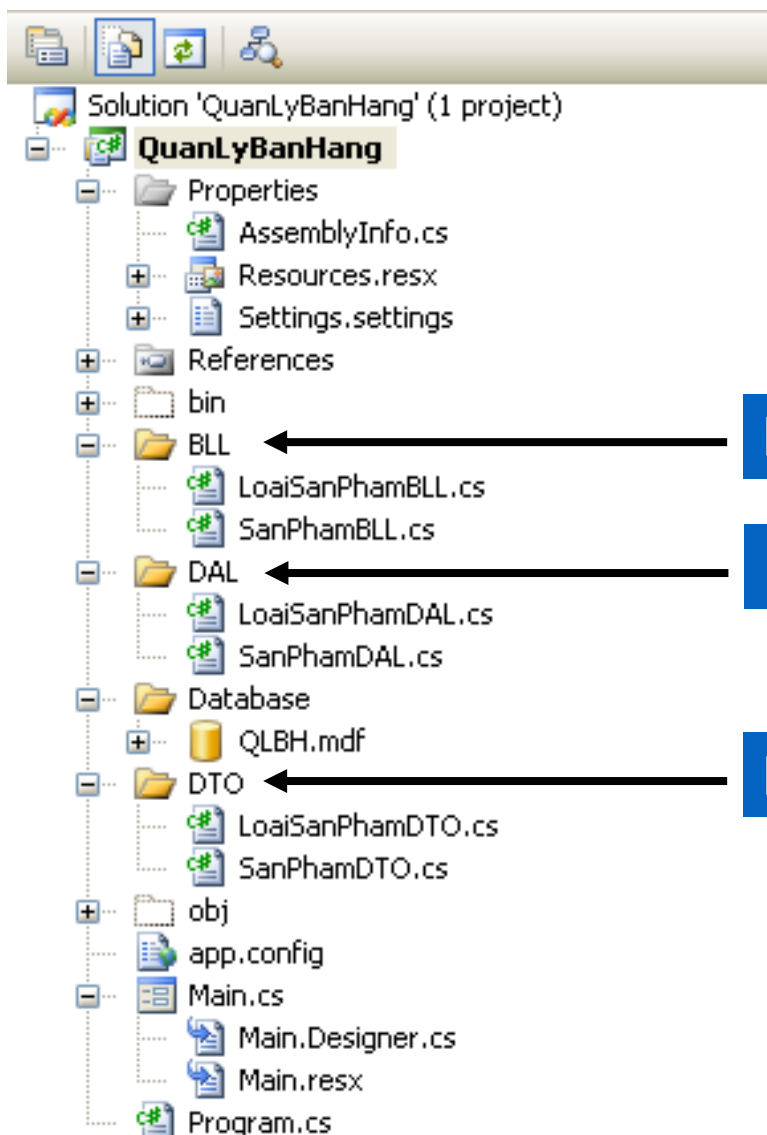 Solution 'QuanLyBanHang' (1 project)
QuanLyBanHang
Properties
AssemblyInfo.cs
Resources.resx
Settings.settings
References
bin
BLL
LoaiSanPhamBLL.cs
SanPhamBLL.cs
DAL
LoaiSanPhamDAL.cs
SanPhamDAL.cs
Database
QLBH.mdf
DTO
LoaiSanPhamDTO.cs
SanPhamDTO.cs
obj
app.config
Main.cs
Main.Designer.cs
Main.resx
Program.cs